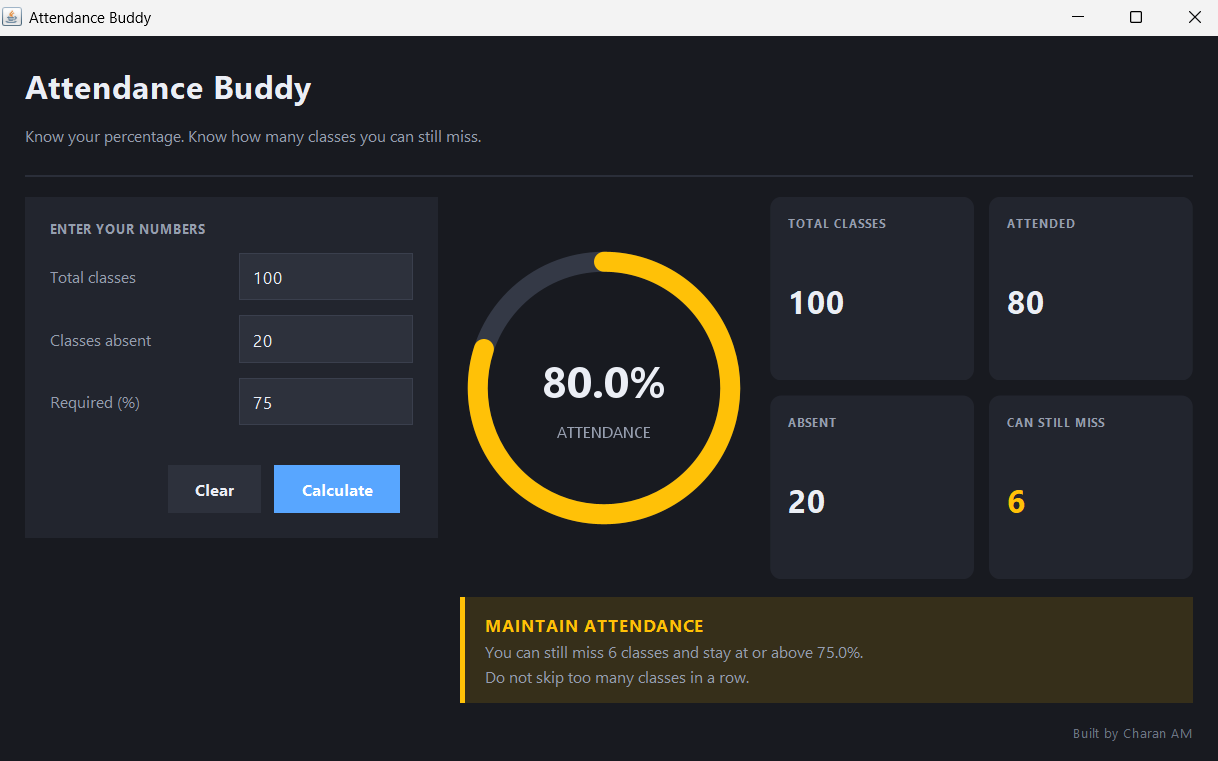 Attendance Buddy
Attendance Buddy
Know your percentage. Know how many classes you can still miss.
ENTER YOUR NUMBERS
Total classes
100
Classes absent
20
Required (%)
75
Clear
Calculate
80.0%
ATTENDANCE
TOTAL CLASSES
100
ATTENDED
80
ABSENT
20
CAN STILL MISS
6
MAINTAIN ATTENDANCE
You can still miss 6 classes and stay at or above 75.0%.
Do not skip too many classes in a row.
Built by Charan AM